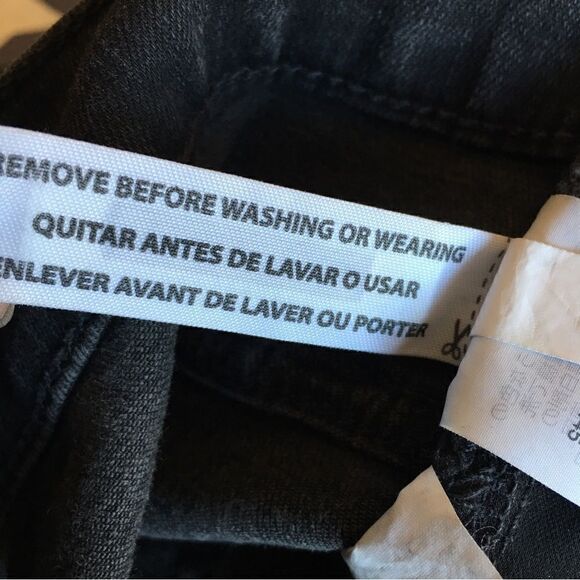 REMOVE BEFORE WASHING OR WEARING
QUITAR ANTES DE LAVAR O USAR
ENLEVER AVANT DE LAVER OU PORTER